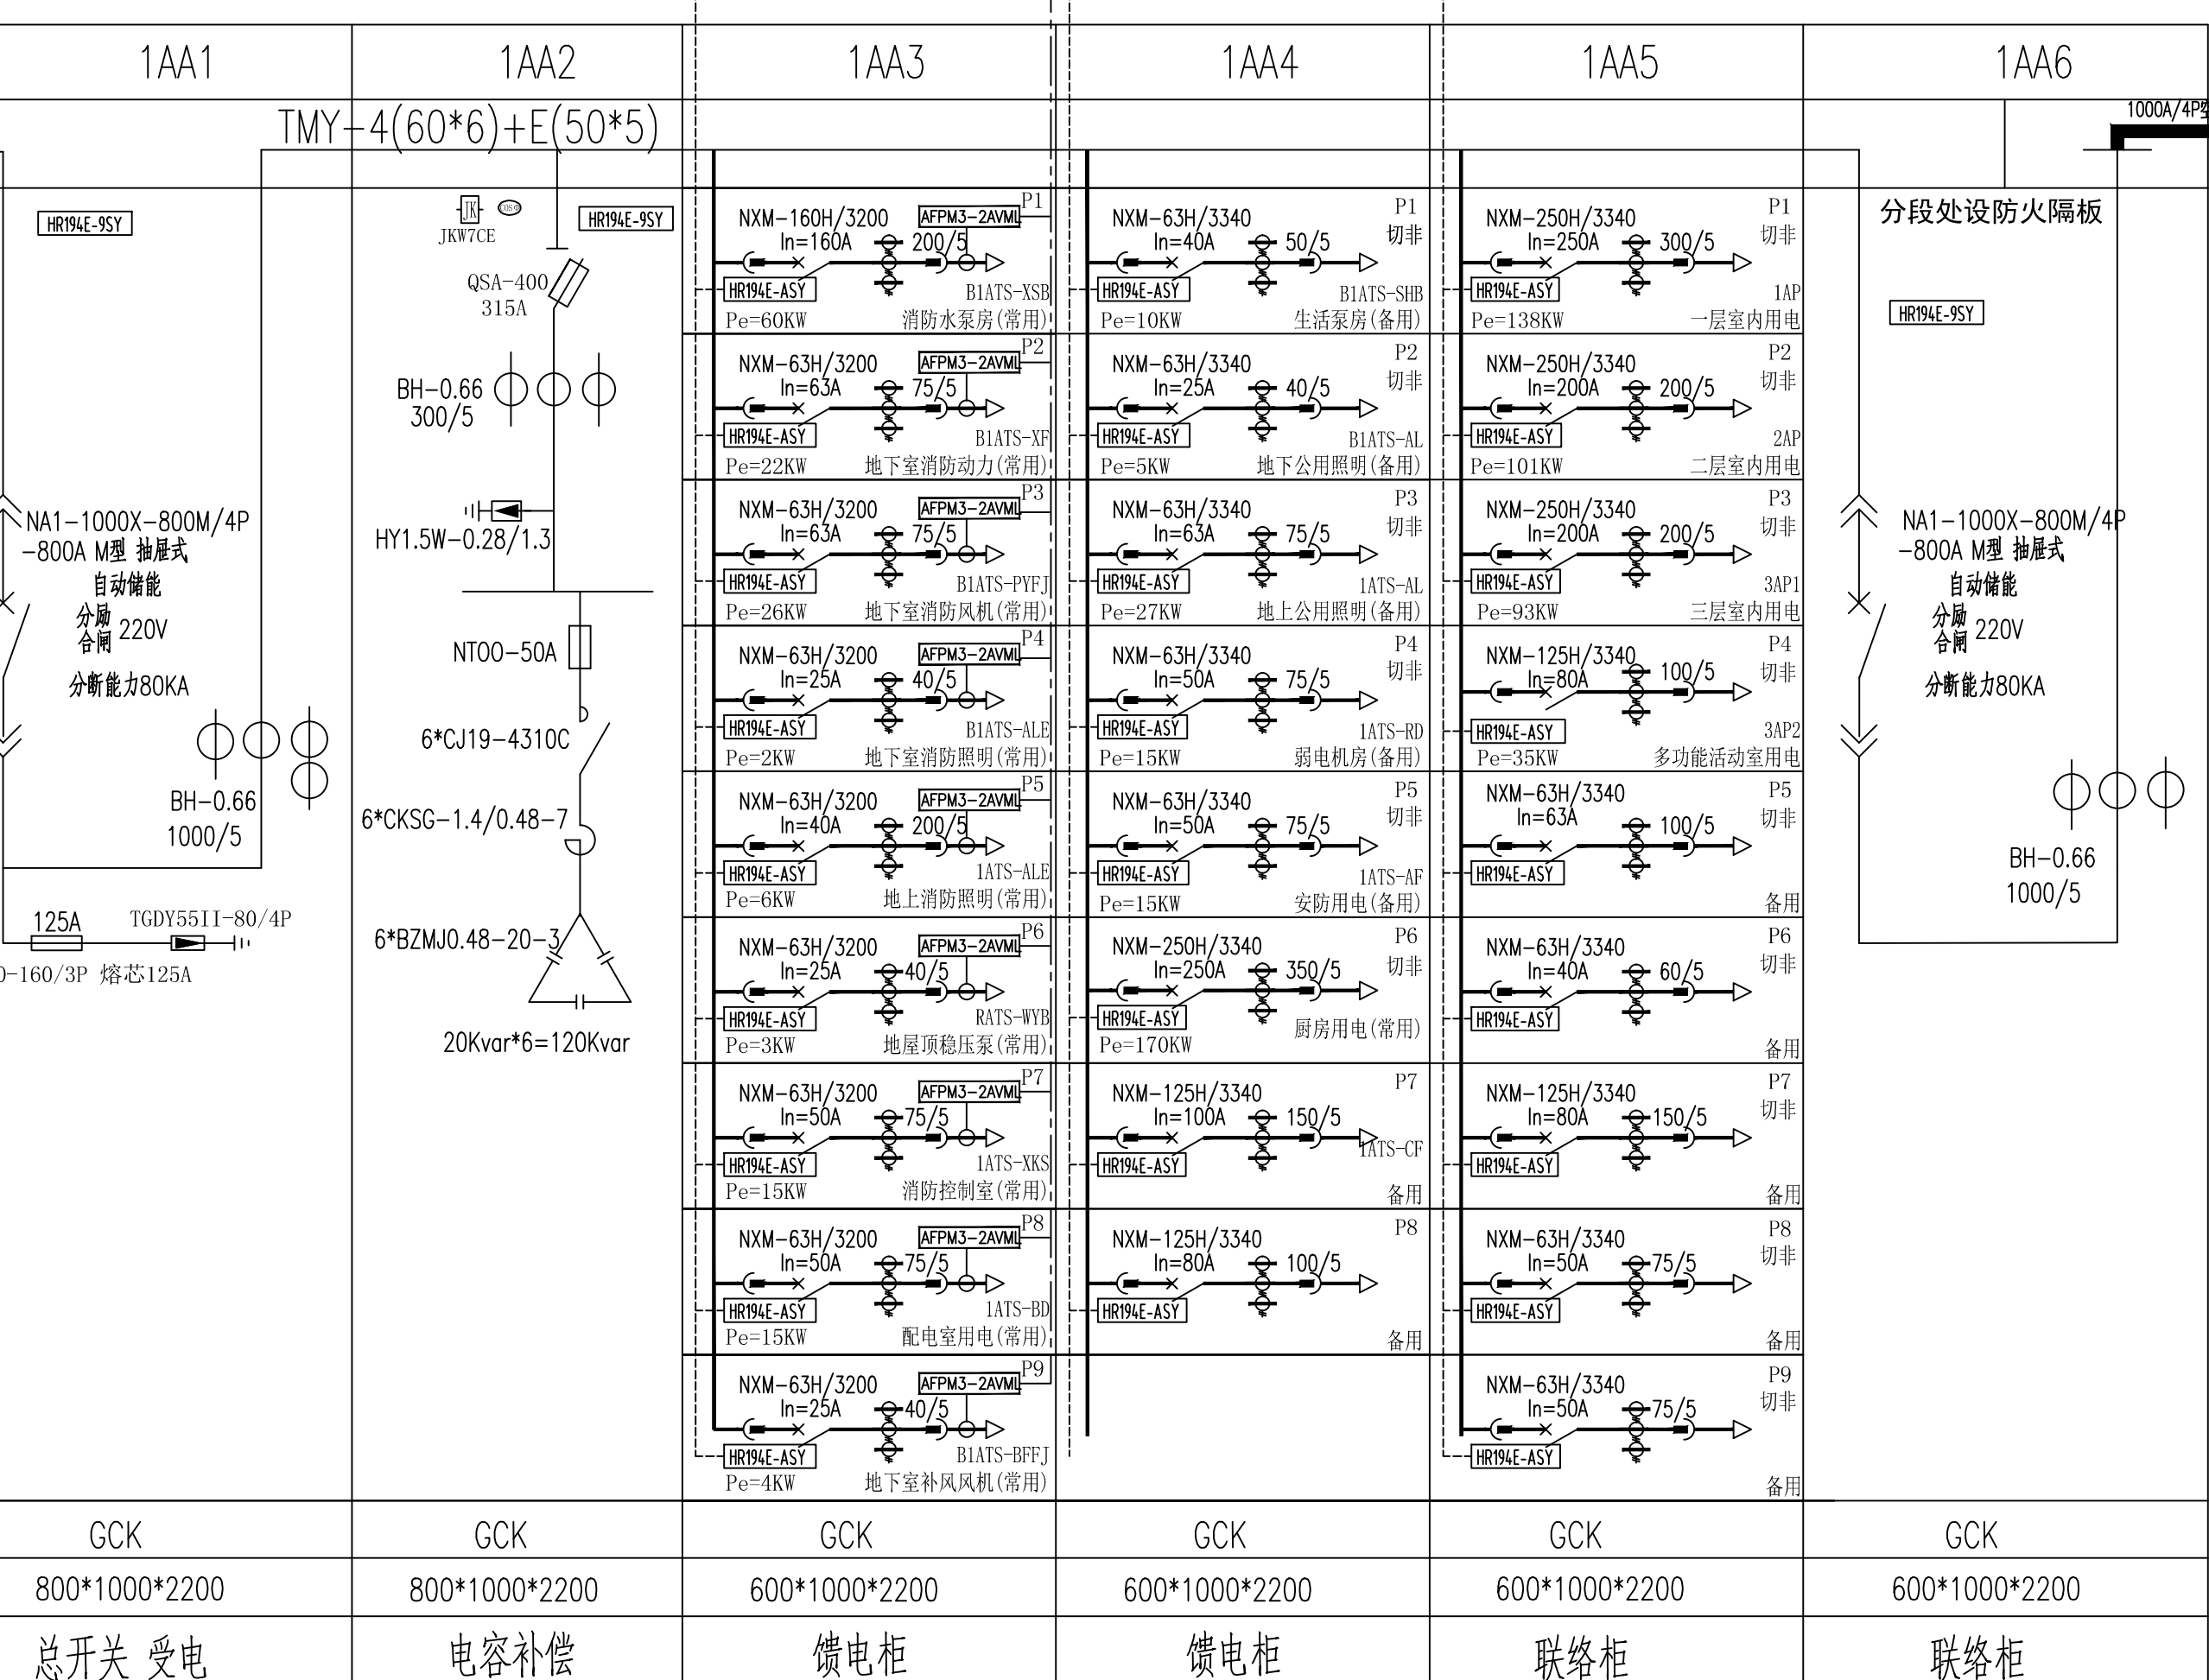 1AA1
1AA2
1AA3
1AA4
1AA5
1AA6
TMY-4(60*6)+E(50*5)
1000A/4P
HR194E-9SY
NA1-1000X-800M/4P
-800A M型 抽屉式
自动储能
分励
合闸
220V
分断能力80KA
BH-0.66
1000/5
125A
TGDY55II-80/4P
0-160/3P 熔芯125A
JK
COSΦ
JKW7CE
HR194E-9SY
QSA-400
315A
BH-0.66
300/5
HY1.5W-0.28/1.3
NT00-50A
6*CJ19-4310C
6*CKSG-1.4/0.48-7
6*BZMJ0.48-20-3
20Kvar*6=120Kvar
P1
NXM-160H/3200
AFPM3-2AVML
In=160A
200/5
HR194E-ASY
B1ATS-XSB
Pe=60KW
消防水泵房(常用)
P2
NXM-63H/3200
AFPM3-2AVML
In=63A
75/5
HR194E-ASY
B1ATS-XF
Pe=22KW
地下室消防动力(常用)
P3
NXM-63H/3200
AFPM3-2AVML
In=63A
75/5
HR194E-ASY
B1ATS-PYFJ
Pe=26KW
地下室消防风机(常用)
P4
NXM-63H/3200
AFPM3-2AVML
In=25A
40/5
HR194E-ASY
B1ATS-ALE
Pe=2KW
地下室消防照明(常用)
P5
NXM-63H/3200
AFPM3-2AVML
In=40A
200/5
HR194E-ASY
1ATS-ALE
Pe=6KW
地上消防照明(常用)
P6
NXM-63H/3200
AFPM3-2AVML
In=25A
40/5
HR194E-ASY
RATS-WYB
Pe=3KW
地屋顶稳压泵(常用)
P7
NXM-63H/3200
AFPM3-2AVML
In=50A
75/5
HR194E-ASY
1ATS-XKS
Pe=15KW
消防控制室(常用)
P8
NXM-63H/3200
AFPM3-2AVML
In=50A
75/5
HR194E-ASY
1ATS-BD
Pe=15KW
配电室用电(常用)
P9
NXM-63H/3200
AFPM3-2AVML
In=25A
40/5
HR194E-ASY
B1ATS-BFFJ
Pe=4KW
地下室补风风机(常用)
P1
NXM-63H/3340
切非
In=40A
50/5
HR194E-ASY
B1ATS-SHB
Pe=10KW
生活泵房(备用)
P2
NXM-63H/3340
切非
In=25A
40/5
HR194E-ASY
B1ATS-AL
Pe=5KW
地下公用照明(备用)
P3
NXM-63H/3340
切非
In=63A
75/5
HR194E-ASY
1ATS-AL
Pe=27KW
地上公用照明(备用)
P4
NXM-63H/3340
切非
In=50A
75/5
HR194E-ASY
1ATS-RD
Pe=15KW
弱电机房(备用)
P5
NXM-63H/3340
切非
In=50A
75/5
HR194E-ASY
1ATS-AF
Pe=15KW
安防用电(备用)
P6
NXM-250H/3340
切非
In=250A
350/5
HR194E-ASY
厨房用电(常用)
Pe=170KW
P7
NXM-125H/3340
In=100A
150/5
1ATS-CF
HR194E-ASY
备用
P8
NXM-125H/3340
In=80A
100/5
HR194E-ASY
备用
P1
NXM-250H/3340
切非
In=250A
300/5
HR194E-ASY
1AP
Pe=138KW
一层室内用电
P2
NXM-250H/3340
切非
In=200A
200/5
HR194E-ASY
2AP
Pe=101KW
二层室内用电
P3
NXM-250H/3340
切非
In=200A
200/5
HR194E-ASY
3AP1
Pe=93KW
三层室内用电
P4
NXM-125H/3340
切非
In=80A
100/5
HR194E-ASY
3AP2
Pe=35KW
多功能活动室用电
P5
NXM-63H/3340
切非
In=63A
100/5
HR194E-ASY
备用
P6
NXM-63H/3340
切非
In=40A
60/5
HR194E-ASY
备用
P7
NXM-125H/3340
切非
In=80A
150/5
HR194E-ASY
备用
P8
NXM-63H/3340
切非
In=50A
75/5
HR194E-ASY
备用
P9
NXM-63H/3340
切非
In=50A
75/5
HR194E-ASY
备用
分段处设防火隔板
HR194E-9SY
NA1-1000X-800M/4P
-800A M型 抽屉式
自动储能
分励
合闸
220V
分断能力80KA
BH-0.66
1000/5
GCK
GCK
GCK
GCK
GCK
GCK
800*1000*2200
800*1000*2200
600*1000*2200
600*1000*2200
600*1000*2200
600*1000*2200
总开关 受电
电容补偿
馈电柜
馈电柜
联络柜
联络柜